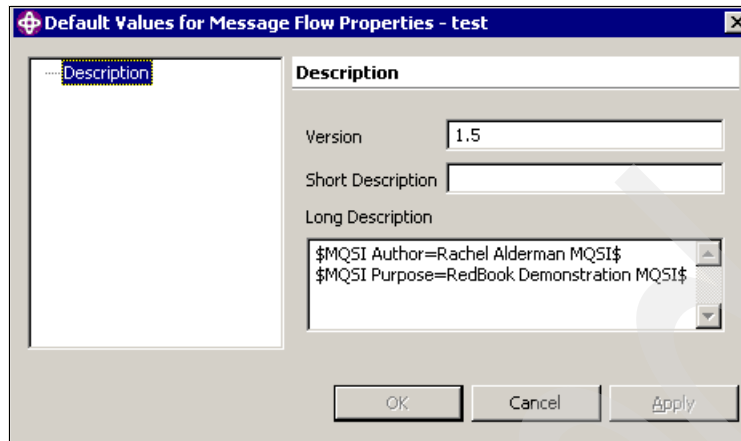 Default Values for Message Flow Properties - test
Description
Description
Version 1.5
Short Description
Long Description
$MQSI Author=Rachel Alderman MQSI$
$MQSI Purpose=RedBook Demonstration MQSI$
OK Cancel Apply